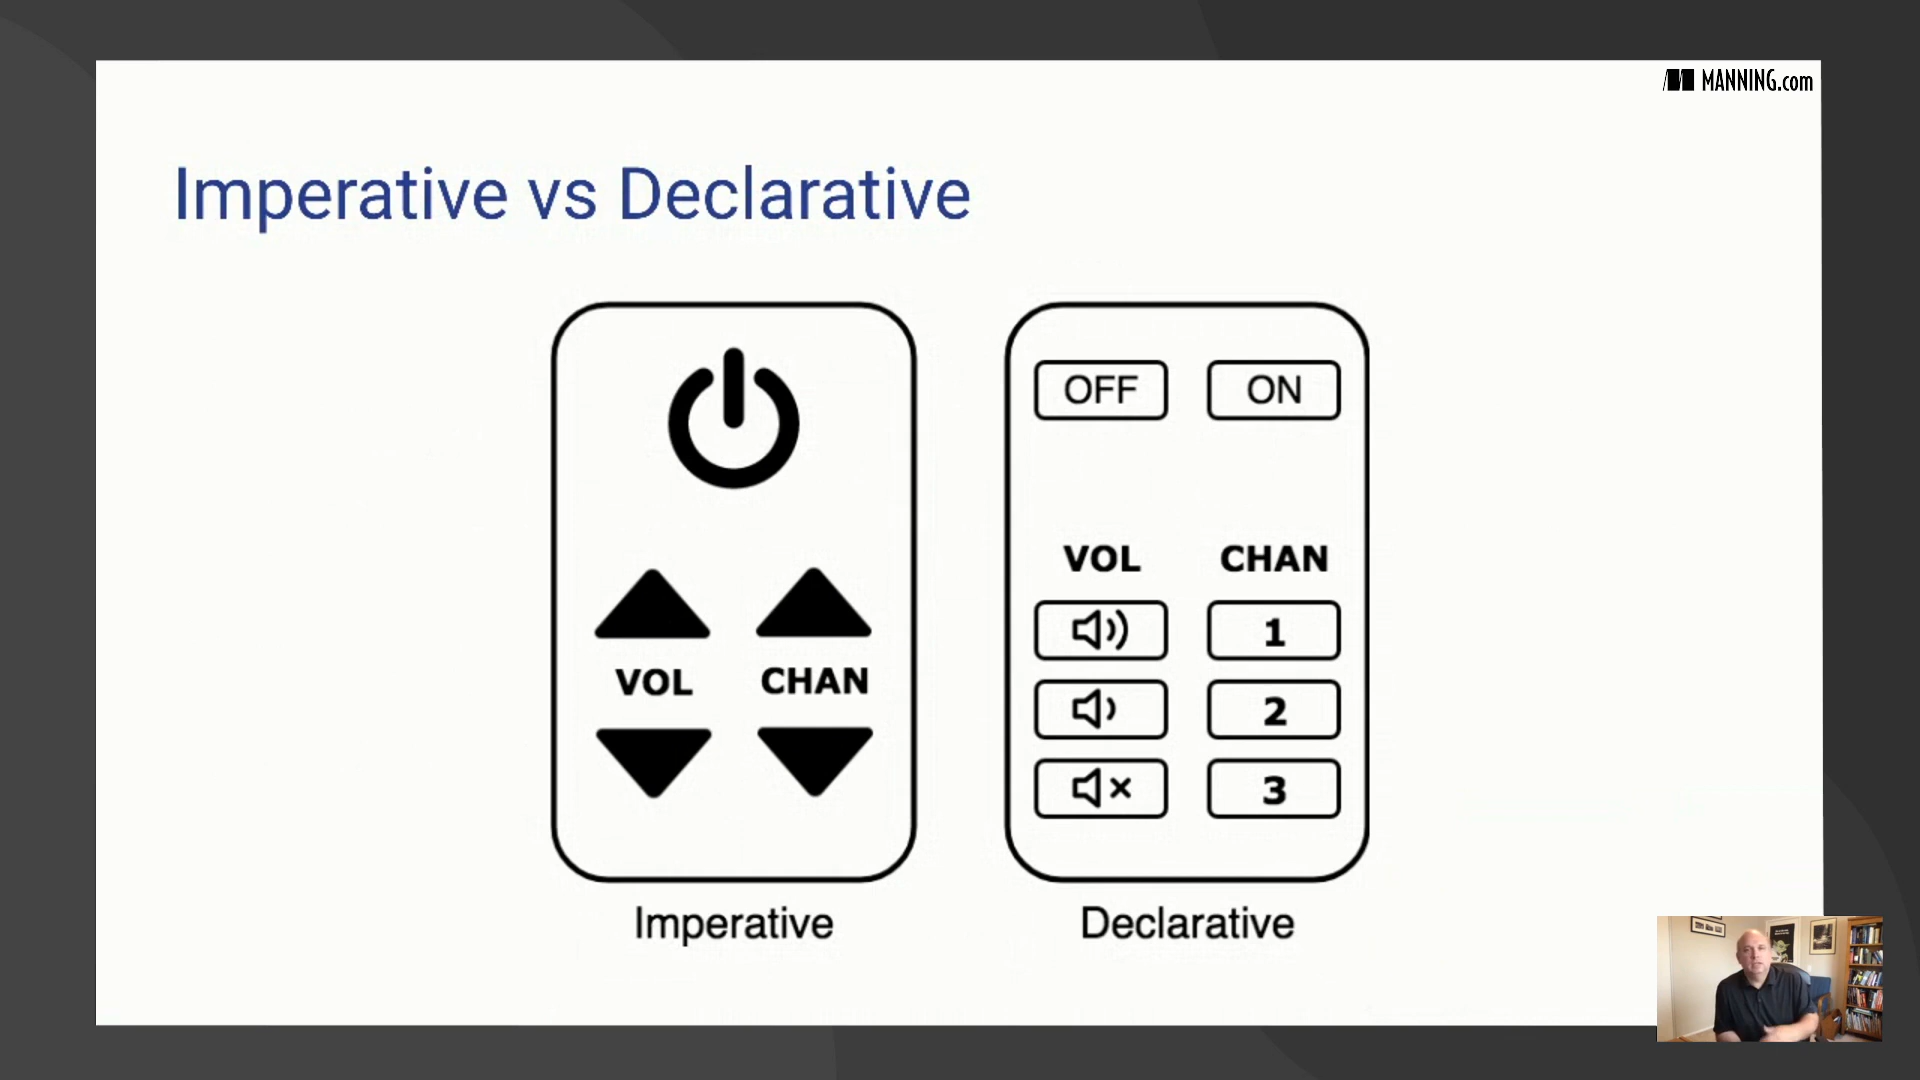 MANNING.com
Imperative vs Declarative
VOL
CHAN
Imperative
OFF
ON
VOL
CHAN
1
2
3
Declarative